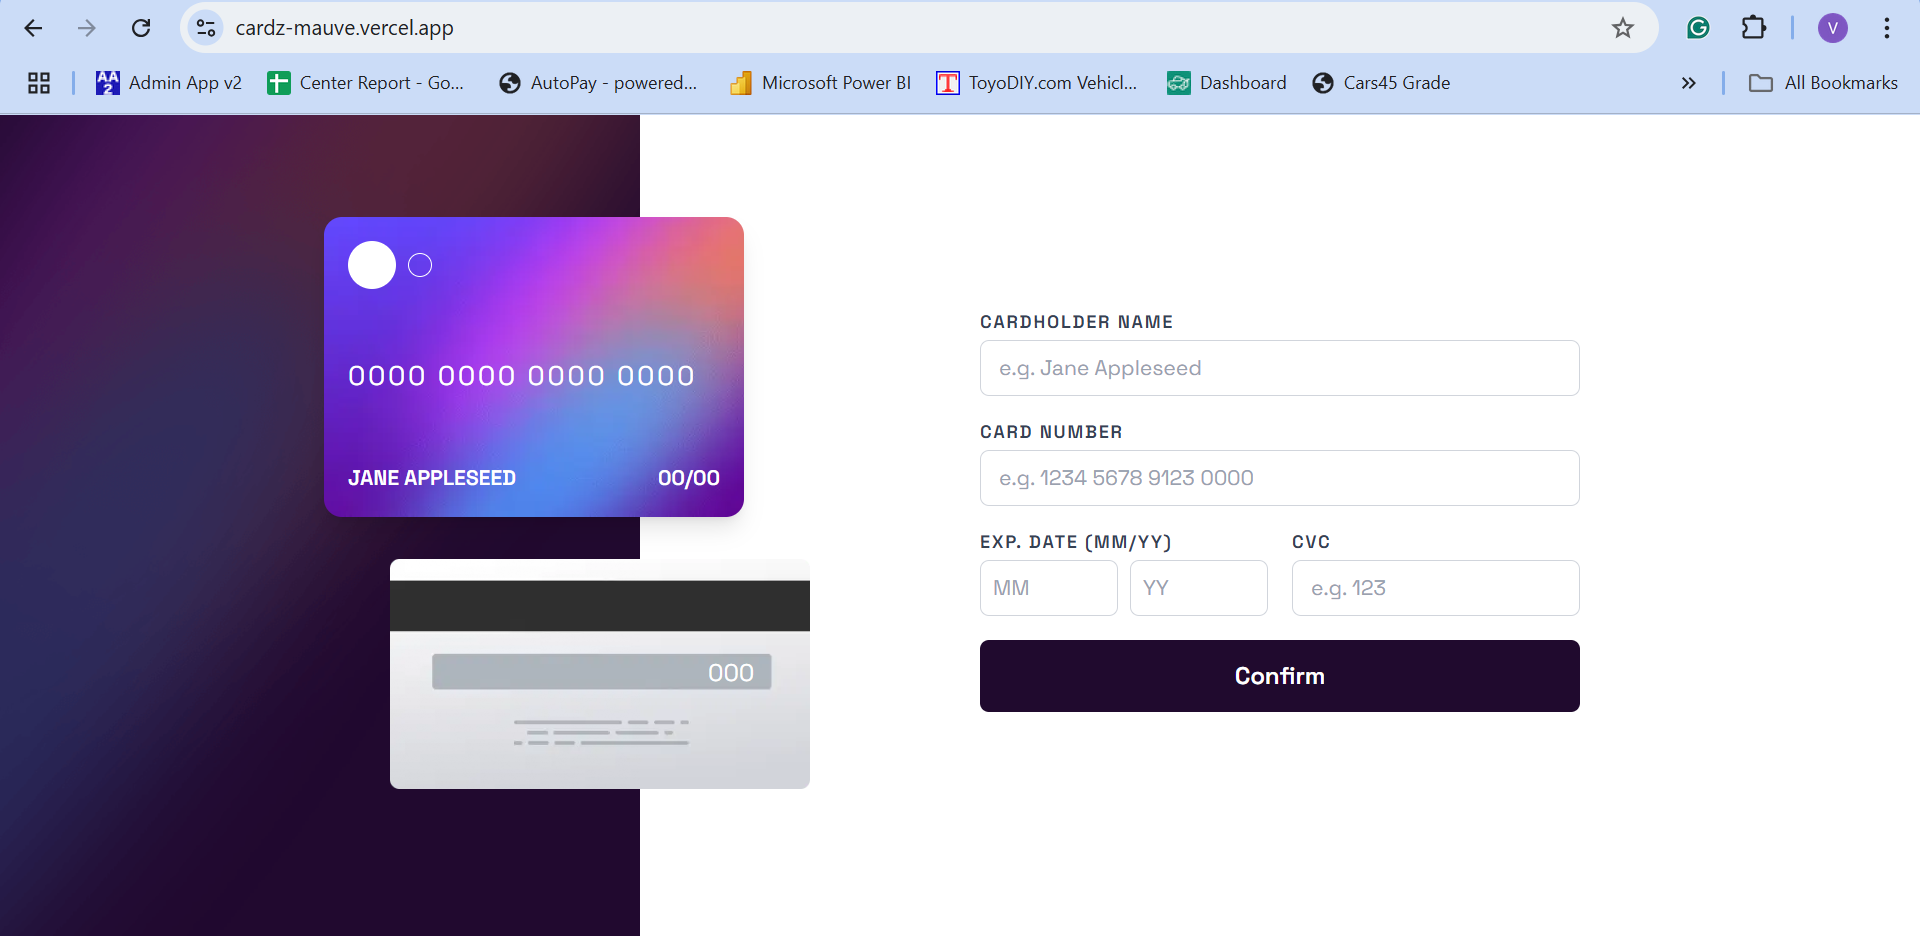 cardz-mauve.vercel.app
V
AA 2 Admin App v2
Center Report - Go...
AutoPay - powered...
Microsoft Power BI
T ToyoDIY.com Vehicl...
Dashboard
Cars45 Grade
All Bookmarks
0000 0000 0000 0000
JANE APPLESEED 00/00
000
CARDHOLDER NAME
e.g. Jane Appleseed
CARD NUMBER
e.g. 1234 5678 9123 0000
EXP. DATE (MM/YY) CVC
MM YY e.g. 123
Confirm